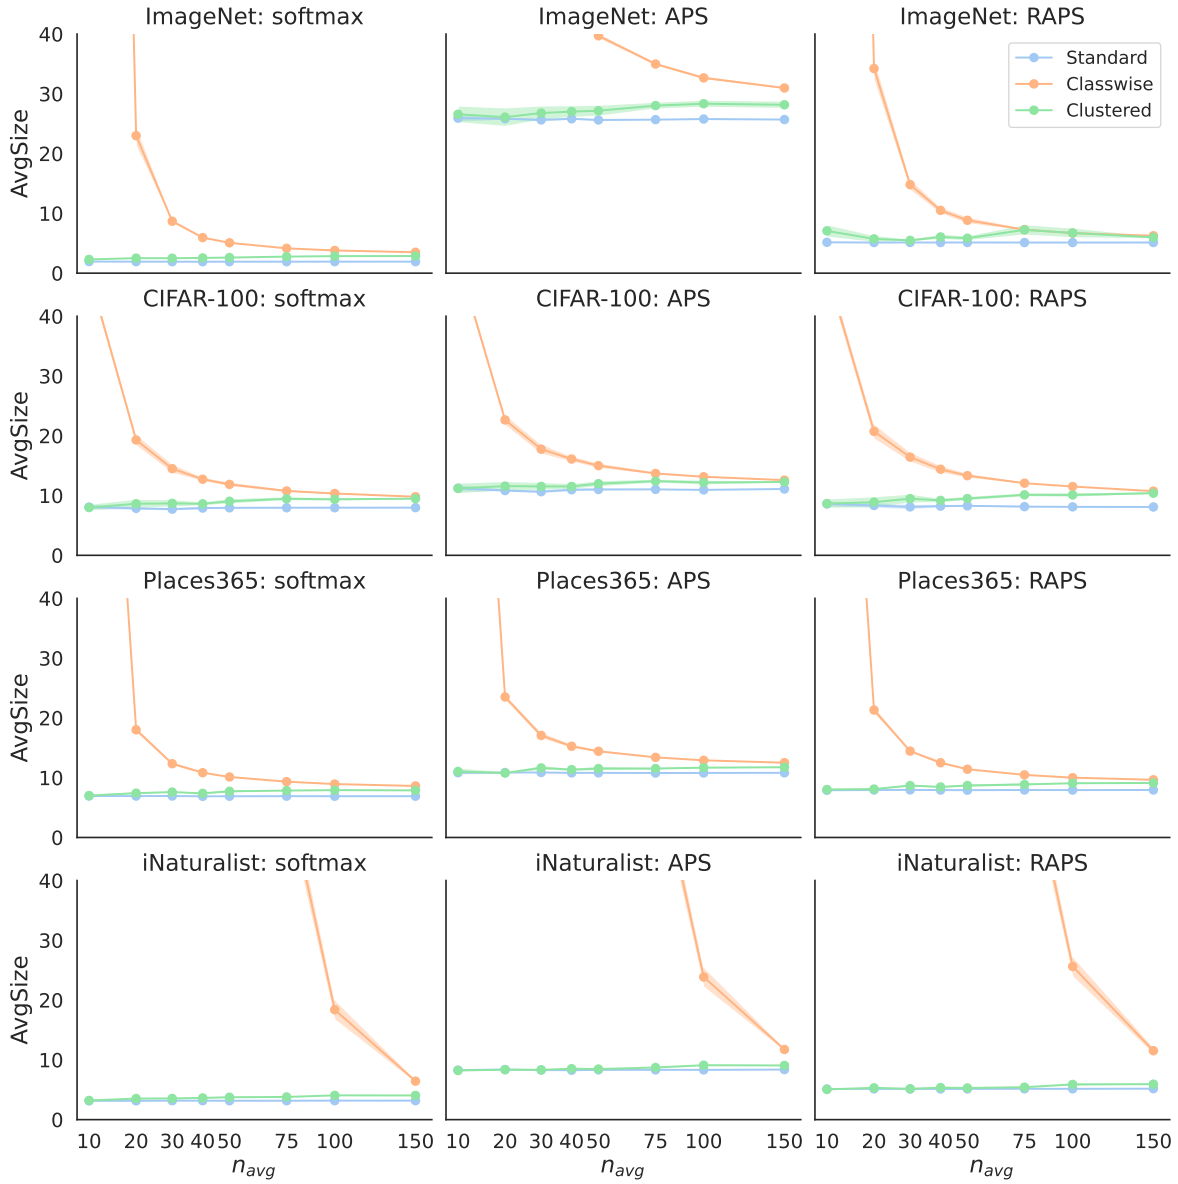 ImageNet: softmax
ImageNet: APS
ImageNet: RAPS
40
30
20
10
0
AvgSize
Standard
Classwise
Clustered
CIFAR-100: softmax
CIFAR-100: APS
CIFAR-100: RAPS
40
30
20
10
0
AvgSize
Places365: softmax
Places365: APS
Places365: RAPS
40
30
20
10
0
AvgSize
iNaturalist: softmax
iNaturalist: APS
iNaturalist: RAPS
40
30
20
10
0
AvgSize
10 20 30 40 50 75 100 150
10 20 30 40 50 75 100 150
10 20 30 40 50 75 100 150
n_avg
n_avg
n_avg